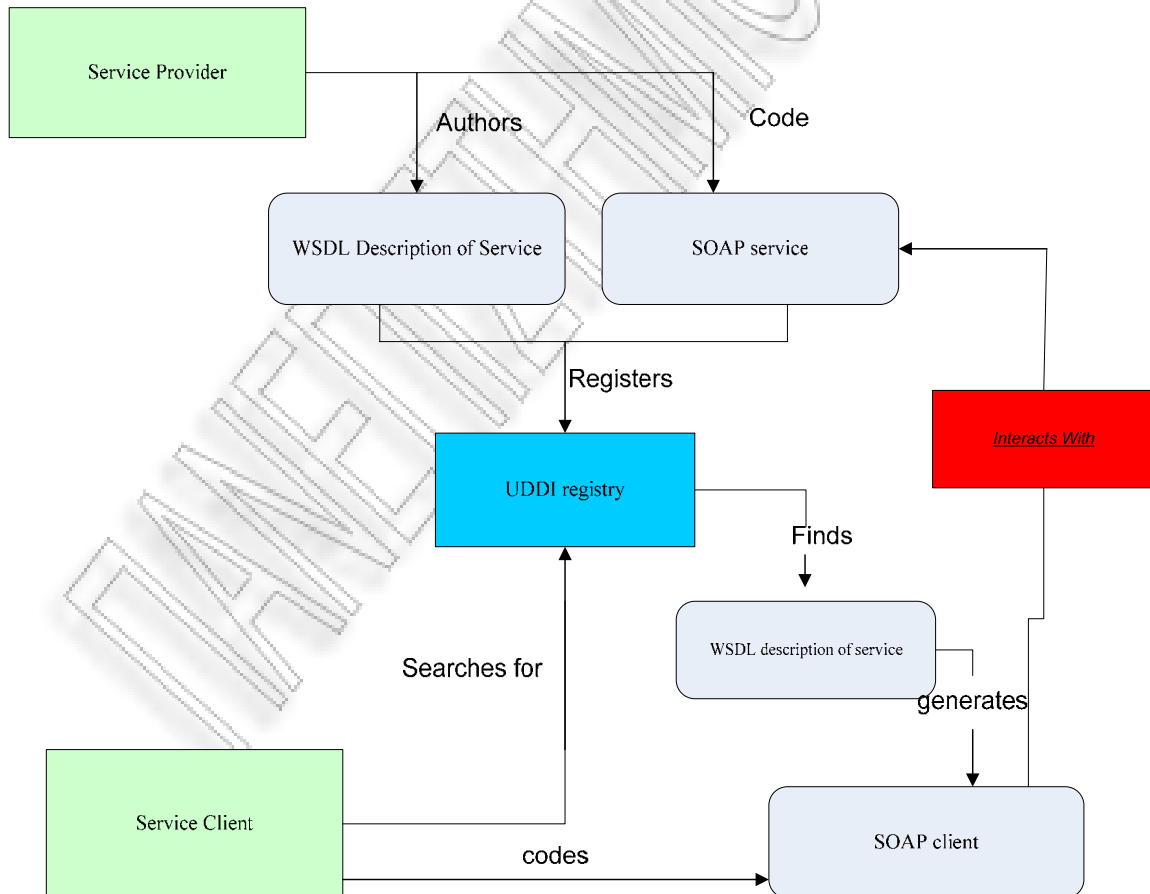 Service Provider
Authors
Code
WSDL Description of Service
SOAP service
Registers
Interacts With
UDDI registry
Finds
WSDL description of service
Searches for
generates
Service Client
SOAP client
codes